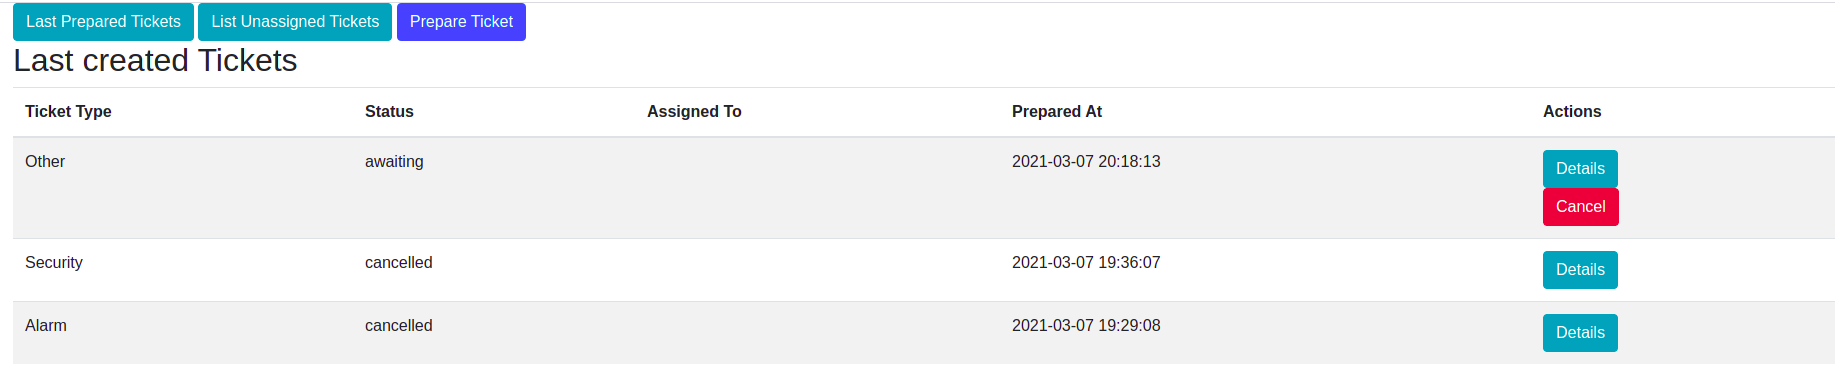 Last Prepared Tickets List Unassigned Tickets Prepare Ticket
Last created Tickets
Ticket Type Status Assigned To Prepared At Actions
Other awaiting 2021-03-07 20:18:13 Details
Cancel
Security cancelled 2021-03-07 19:36:07 Details
Alarm cancelled 2021-03-07 19:29:08 Details